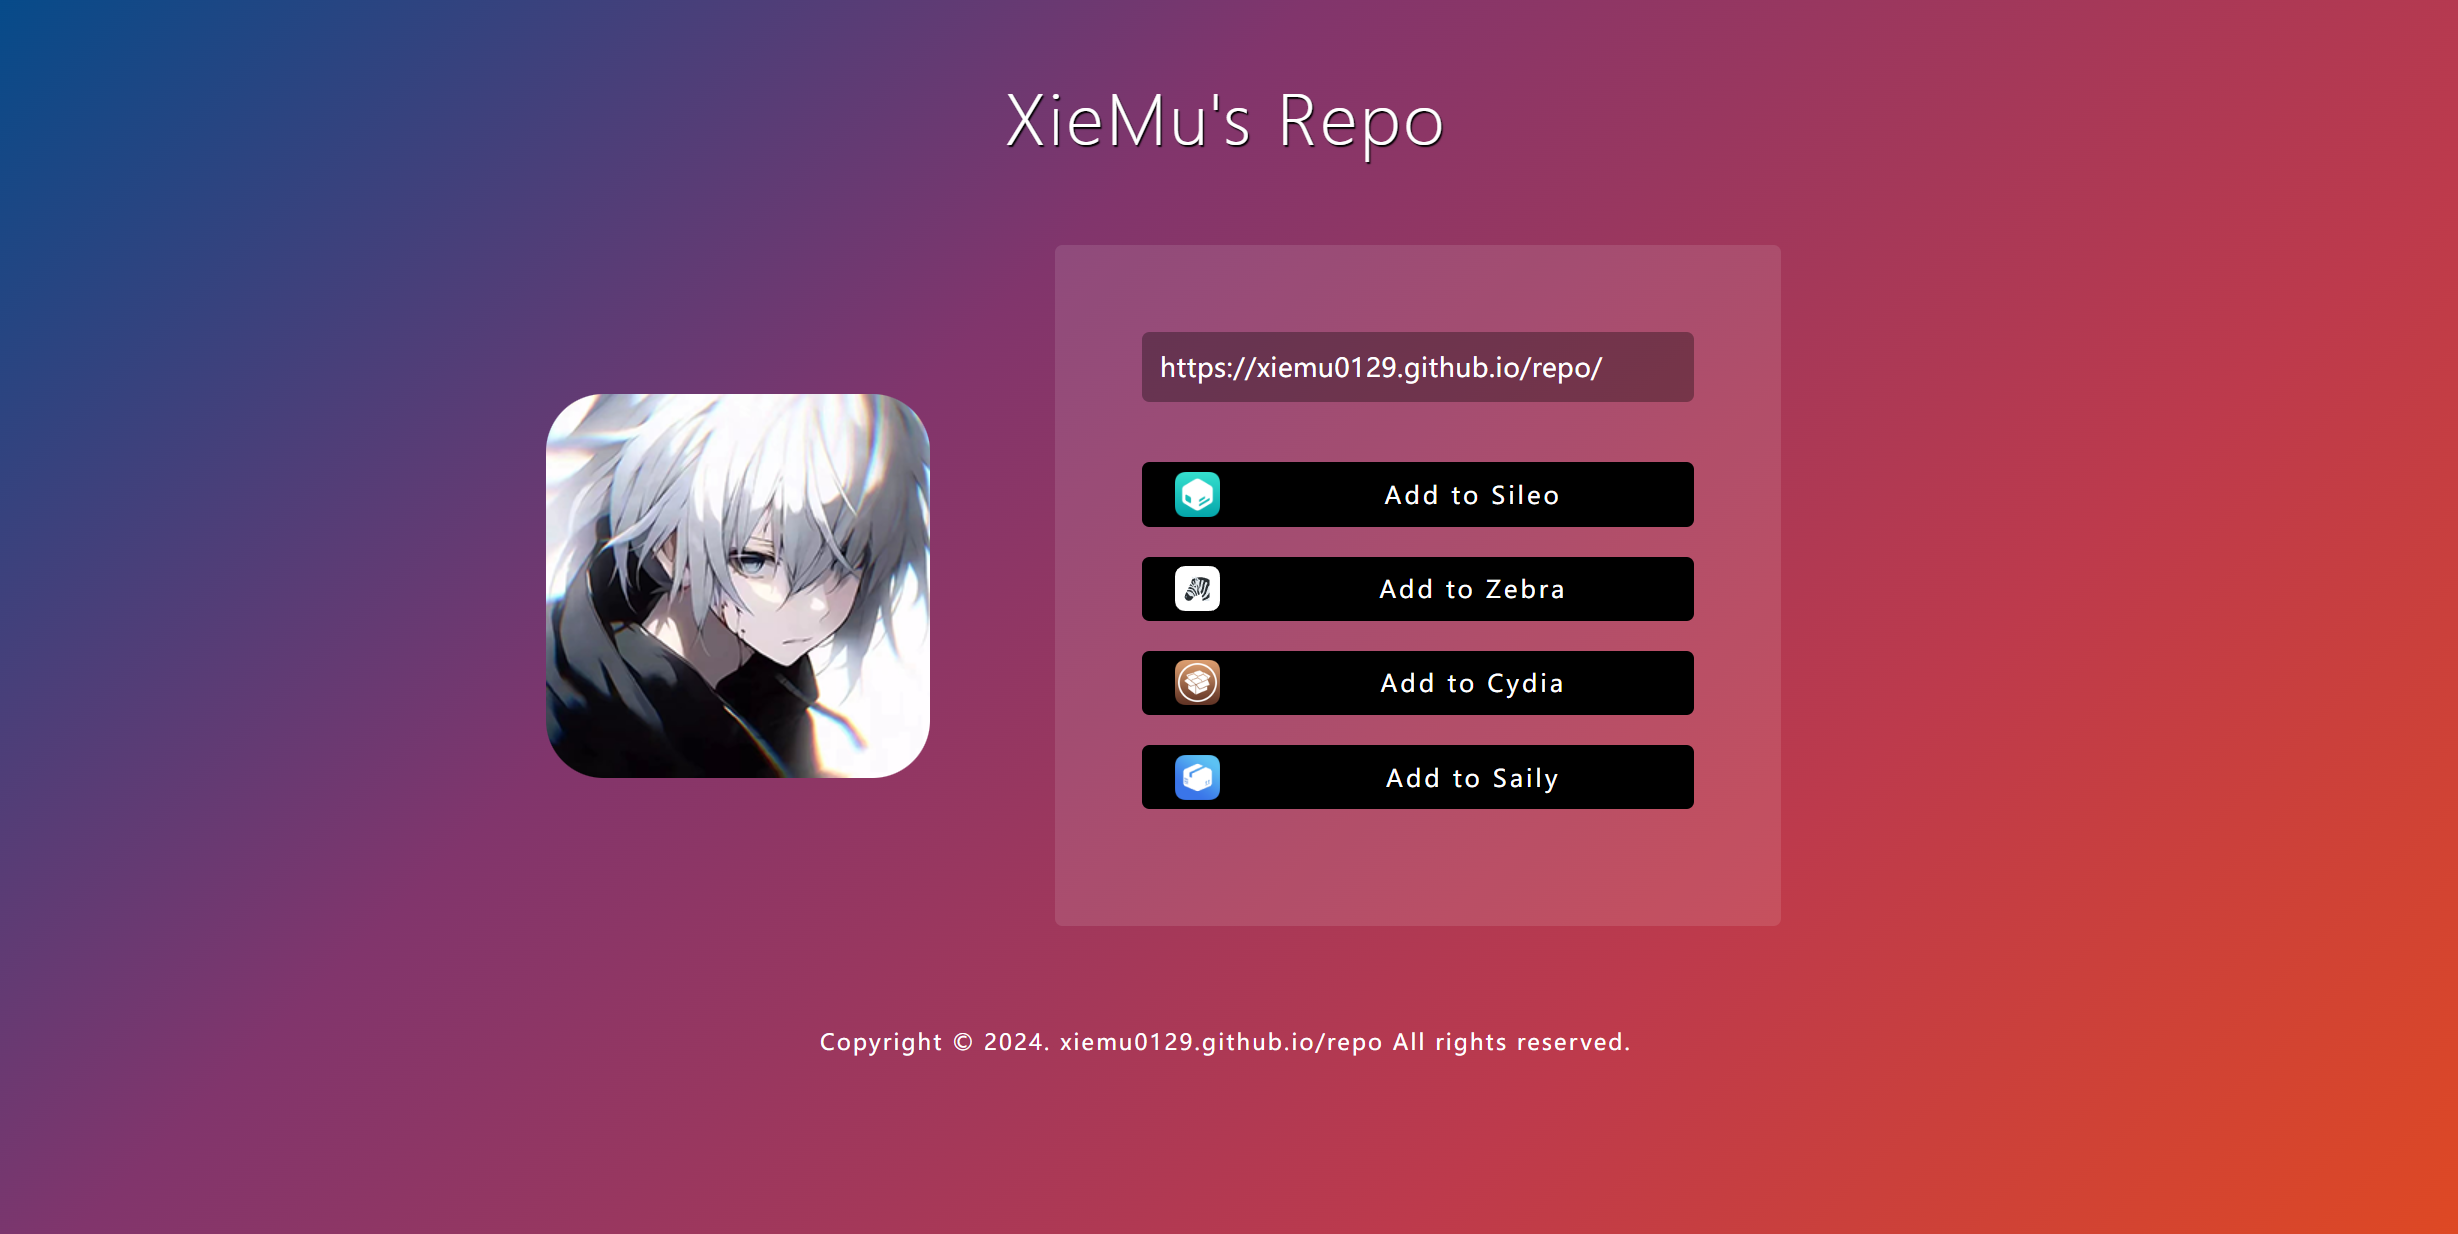 XieMu's Repo
https://xiemu0129.github.io/repo/
Add to Sileo
Add to Zebra
Add to Cydia
Add to Saily
Copyright © 2024. xiemu0129.github.io/repo All rights reserved.